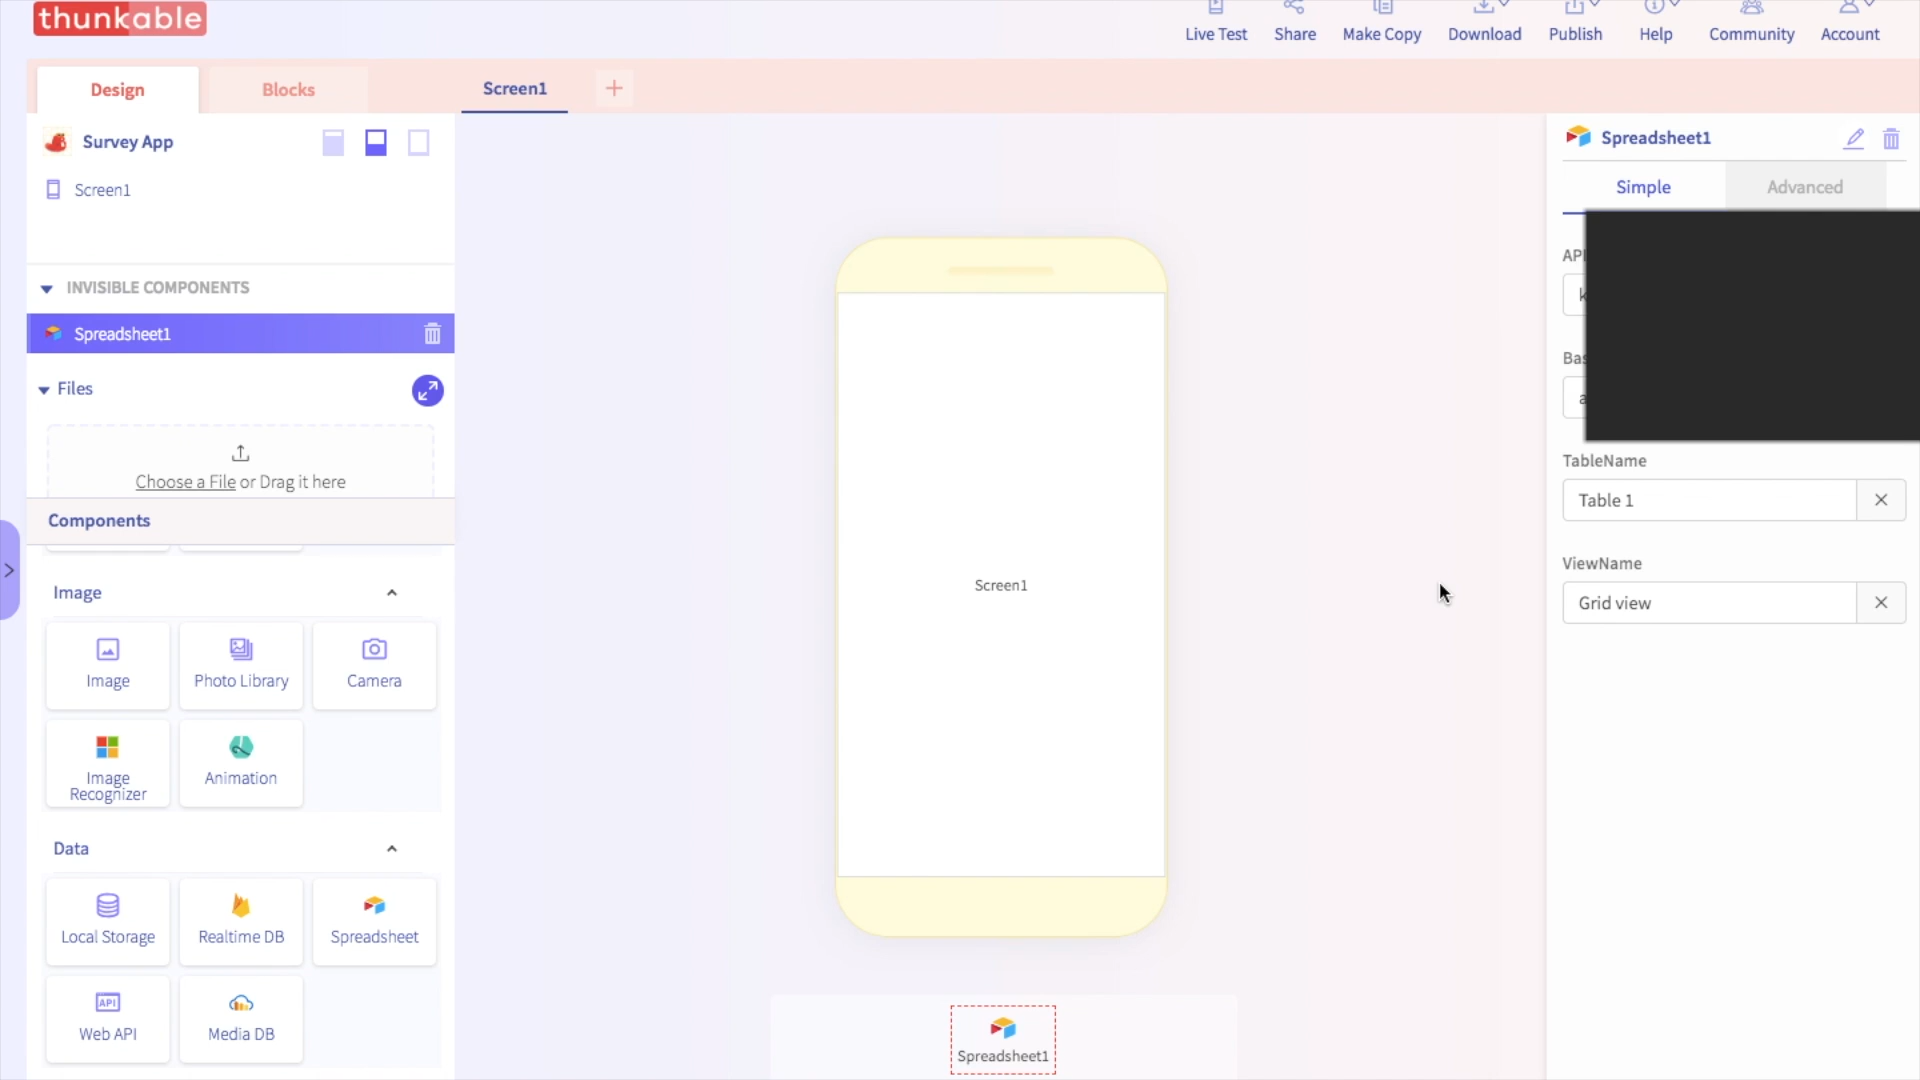 thunkable
Live Test
Share
Make Copy
Download
Publish
Help
Community
Account
Design
Blocks
Screen1
Survey App
Screen1
INVISIBLE COMPONENTS
Spreadsheet1
Files
Choose a File or Drag it here
Components
Image
Image
Photo Library
Camera
Image
Recognizer
Animation
Data
Local Storage
Realtime DB
Spreadsheet
API
Web API
Media DB
Screen1
Spreadsheet1
Spreadsheet1
Simple
Advanced
API
k
Bas
a
TableName
Table 1
ViewName
Grid view